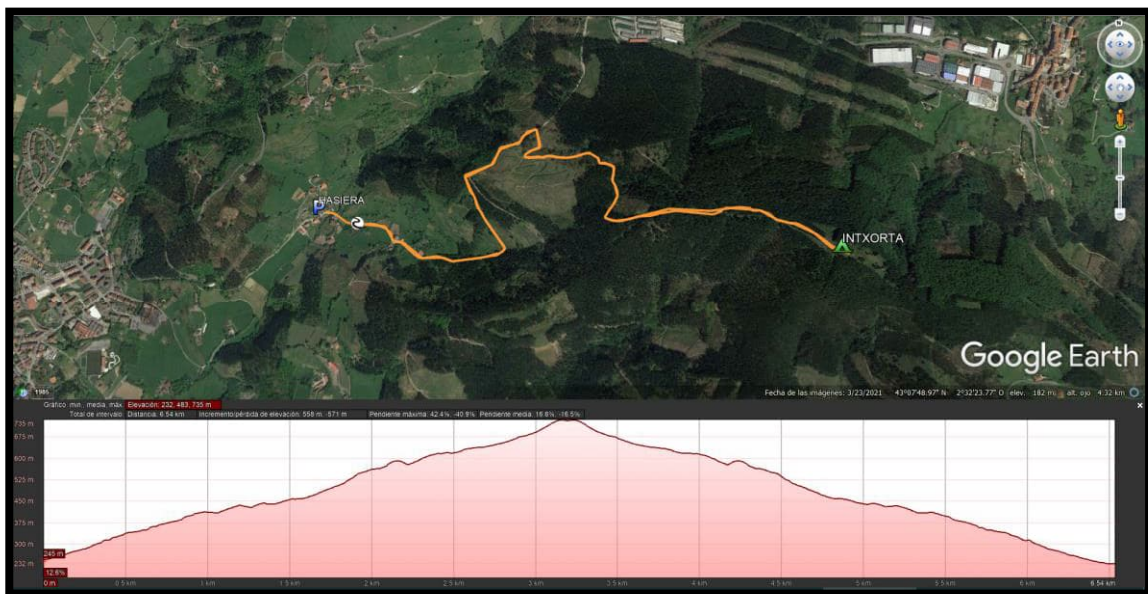 N
HASIERA
INTXORTA
Google Earth
1985
Fecha de las imágenes: 3/23/2021 43°07'48.97" N 2°32'23.77" O elev. 182 m alt. ojo 4.32 km
Gráfico: min., media, máx. Elevación: 232, 483, 735 m
Total de intervalo: Distancia: 6.54 km Incremento/pérdida de elevación: 558 m, -571 m Pendiente máxima: 42.4%, -40.9% Pendiente media: 16.6%, -16.5%
735 m
675 m
600 m
525 m
450 m
375 m
300 m
232 m
245 m
12.6%
0 m 0.5 km 1 km 1.5 km 2 km 2.5 km 3 km 3.5 km 4 km 4.5 km 5 km 5.5 km 6 km 6.54 km